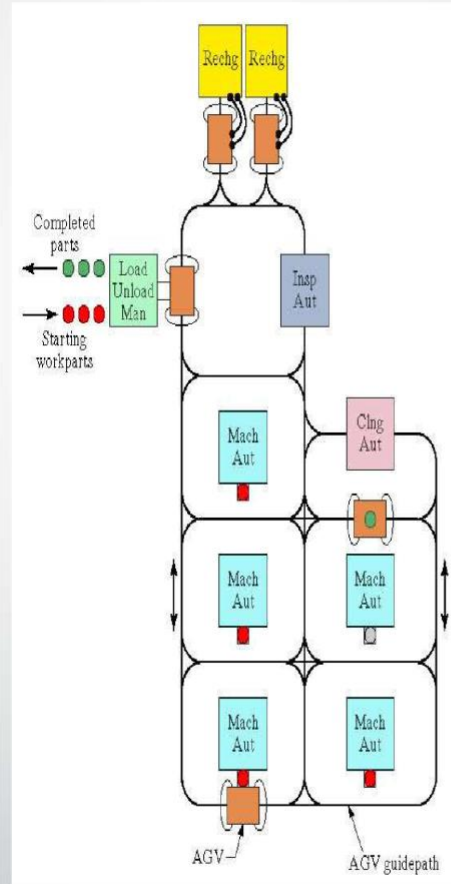 Rechg
Rechg
Completed
parts
Load
Unload
Man
Starting
workparts
Insp
Aut
Clng
Aut
Mach
Aut
Mach
Aut
Mach
Aut
Mach
Aut
Mach
Aut
AGV
AGV guidepath